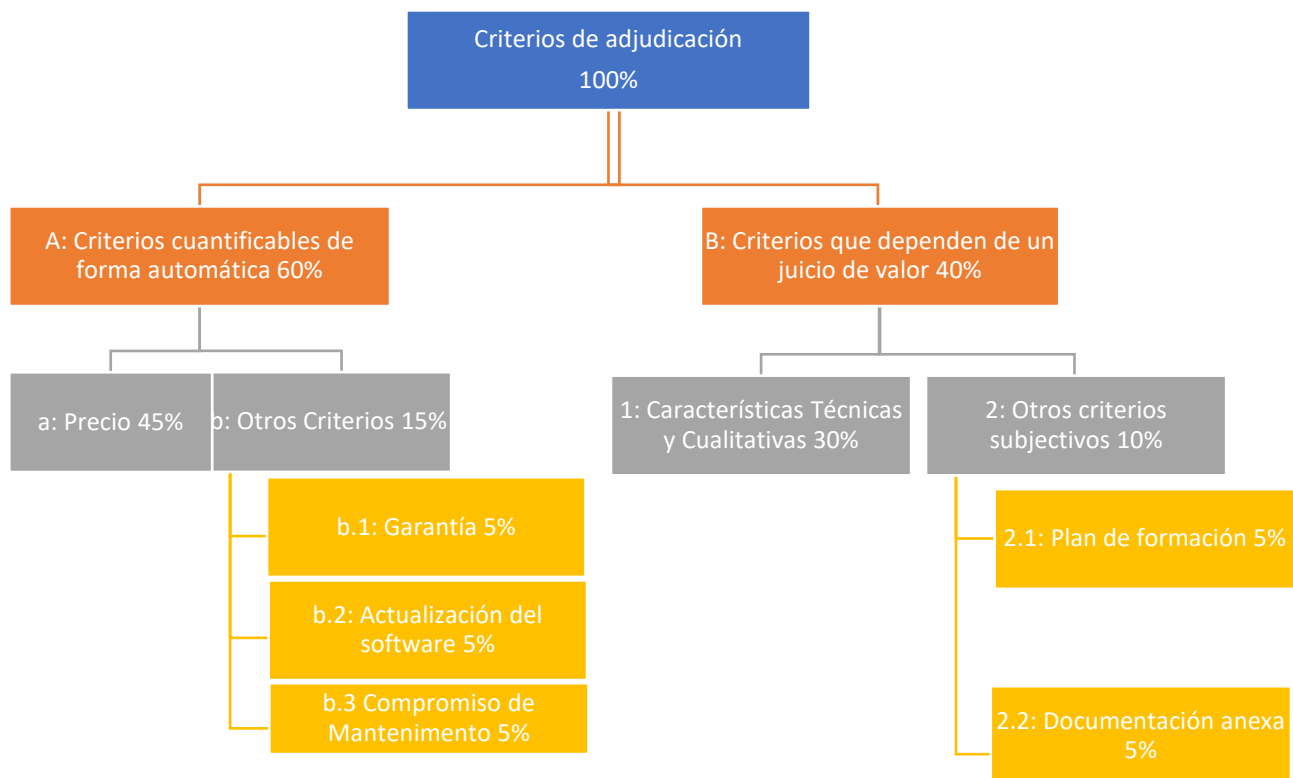 Criterios de adjudicación
100%
A: Criterios cuantificables de
forma automática 60%
B: Criterios que dependen de un
juicio de valor 40%
a: Precio 45%
b: Otros Criterios 15%
1: Características Técnicas
y Cualitativas 30%
2: Otros criterios
subjectivos 10%
b.1: Garantía 5%
b.2: Actualización del
software 5%
b.3 Compromiso de
Mantenimento 5%
2.1: Plan de formación 5%
2.2: Documentación anexa
5%